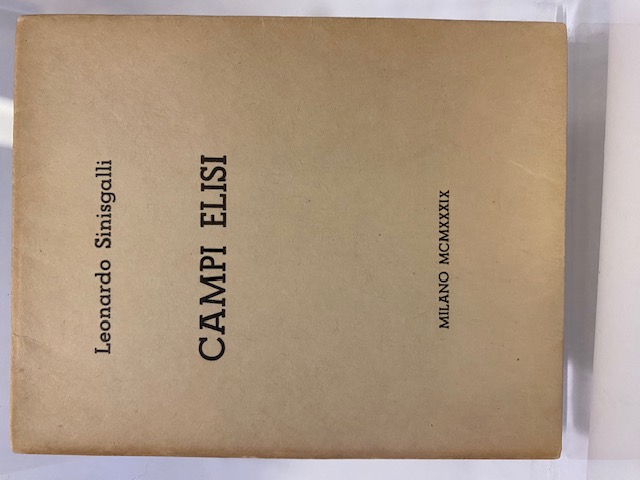 Leonardo Sinisgalli
CAMPI ELISI
MILANO MCMXXXIX